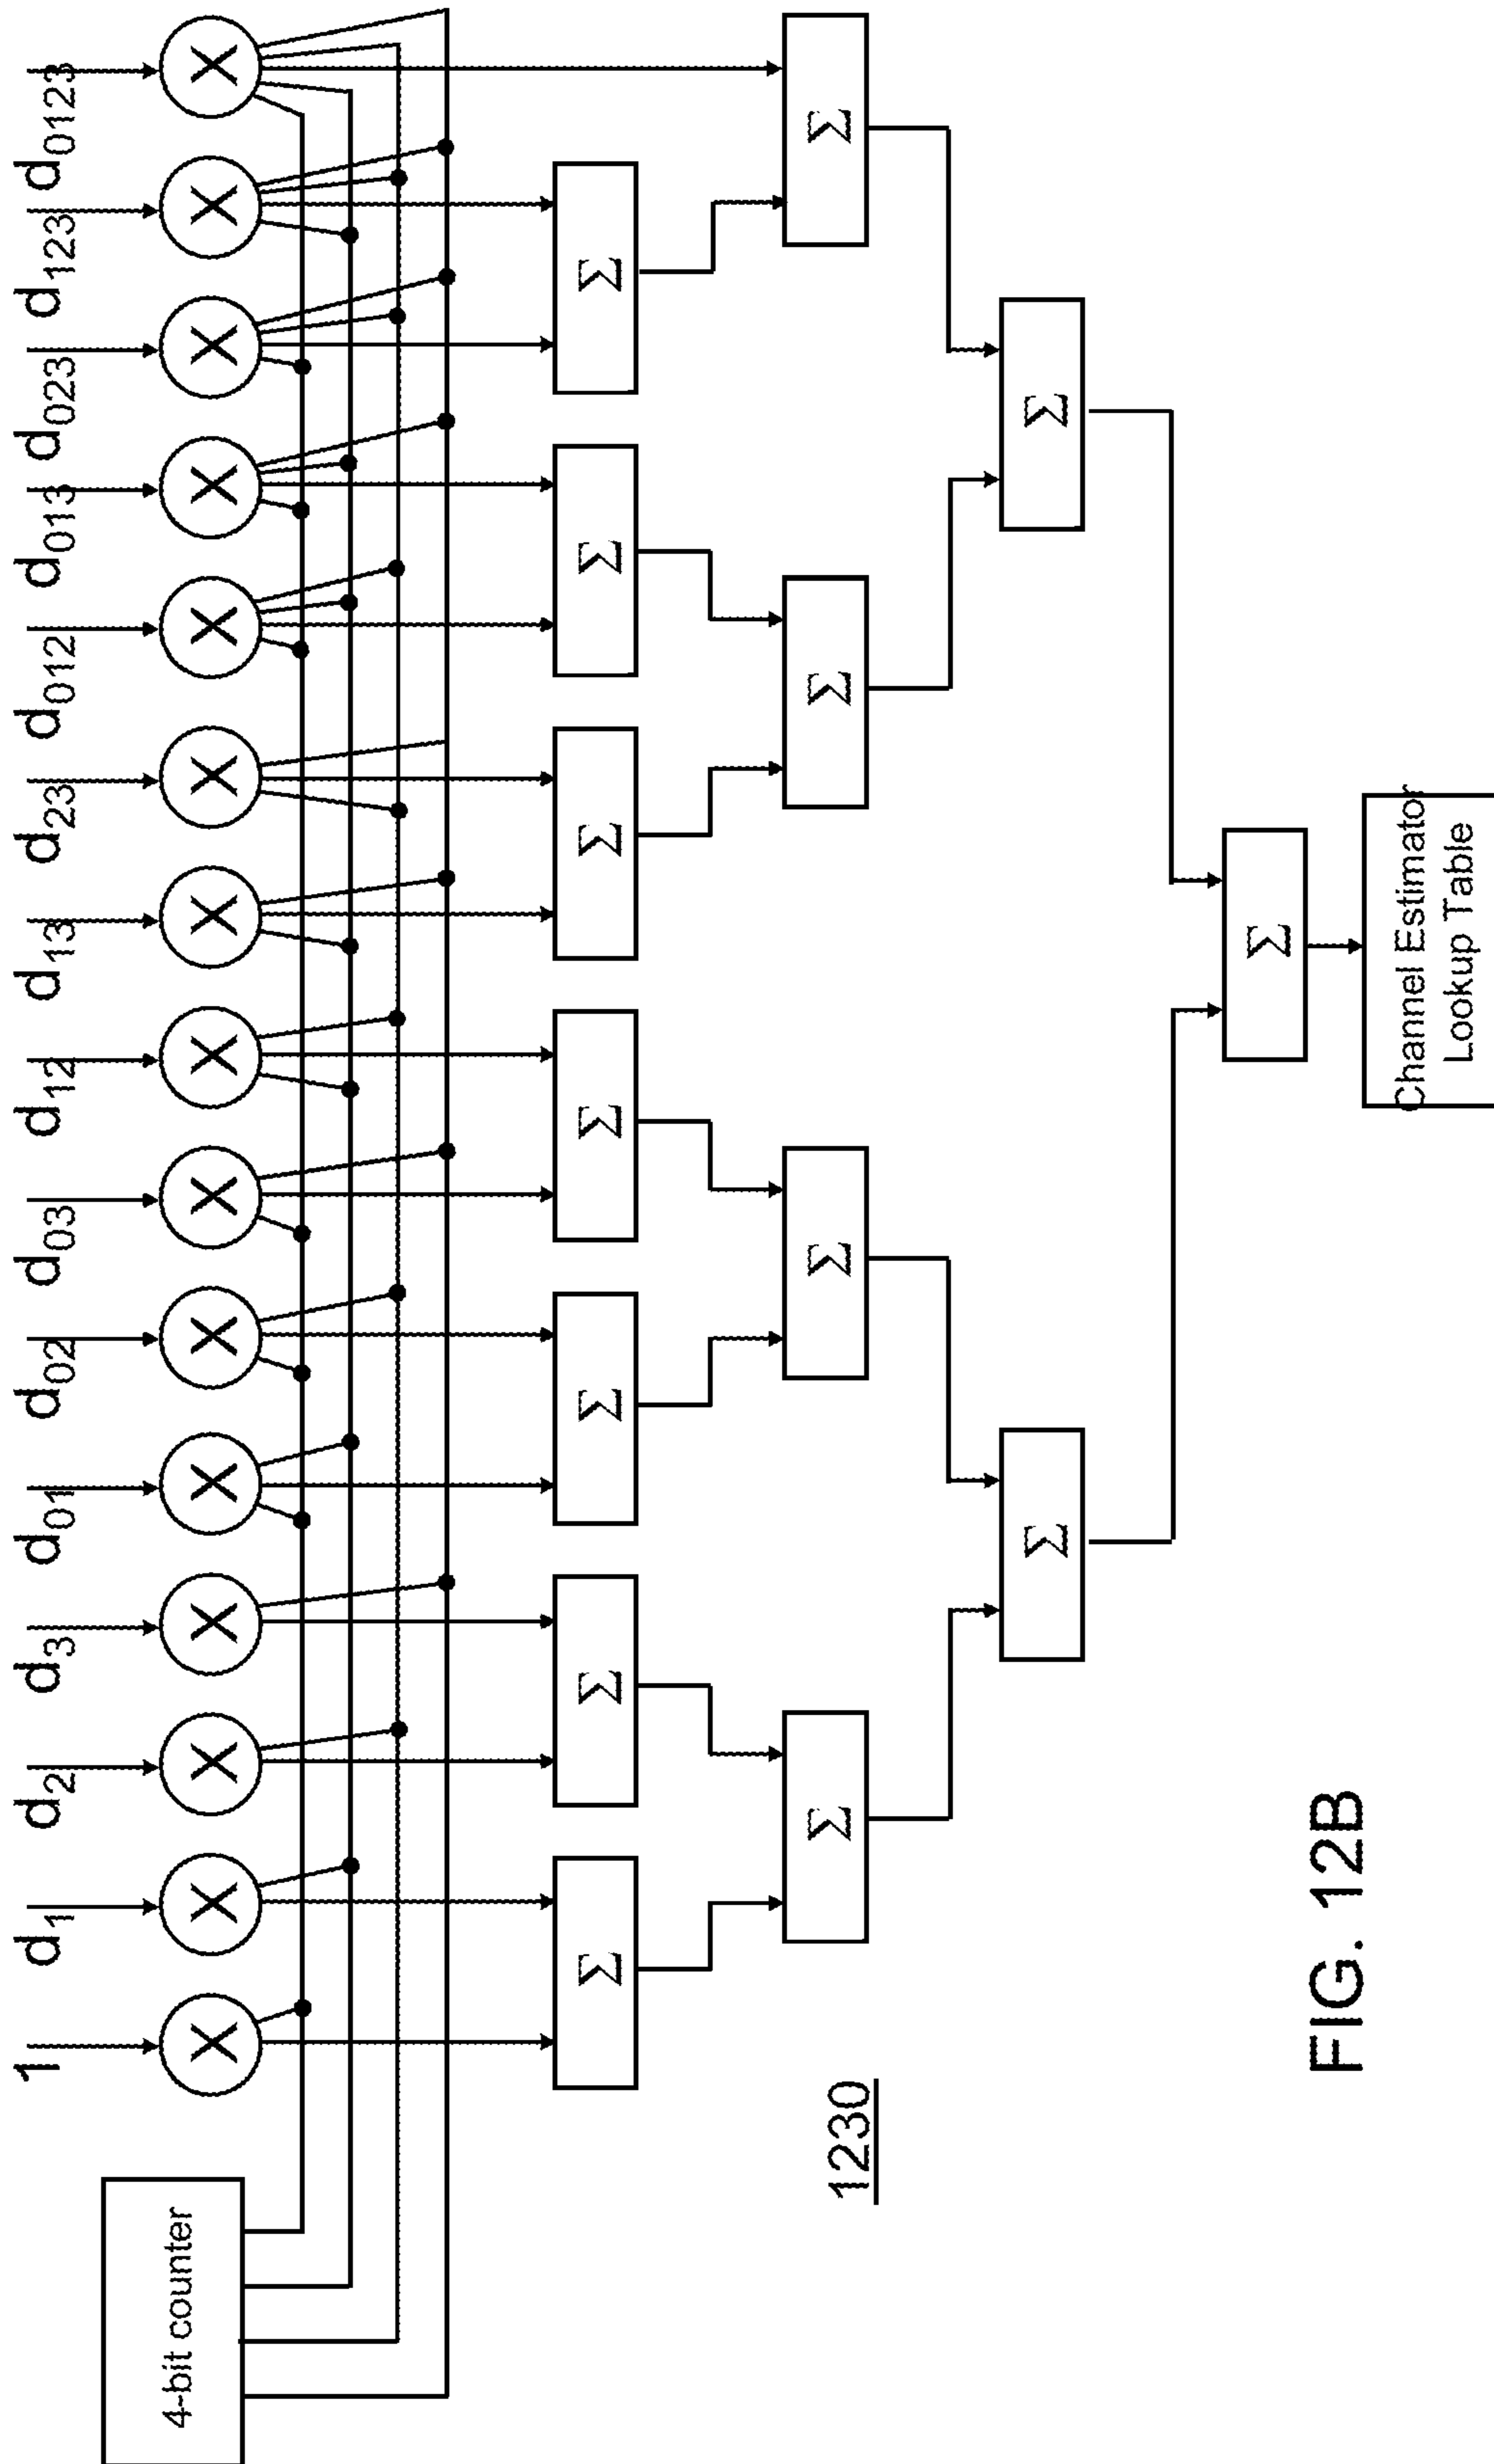 1 d₁ d₂ d₃ d₀₁ d₀₂ d₀₃ d₁₂ d₁₃ d₂₃ d₀₁₂ d₀₁₃ d₀₂₃ d₁₂₃ d₀₁₂₃
4-bit counter
X X X X X X X X X X X X X X X
Σ Σ Σ Σ Σ Σ Σ
1230
Σ Σ Σ Σ
Σ Σ
Σ
Channel Estimator
Lookup Table
FIG. 12B